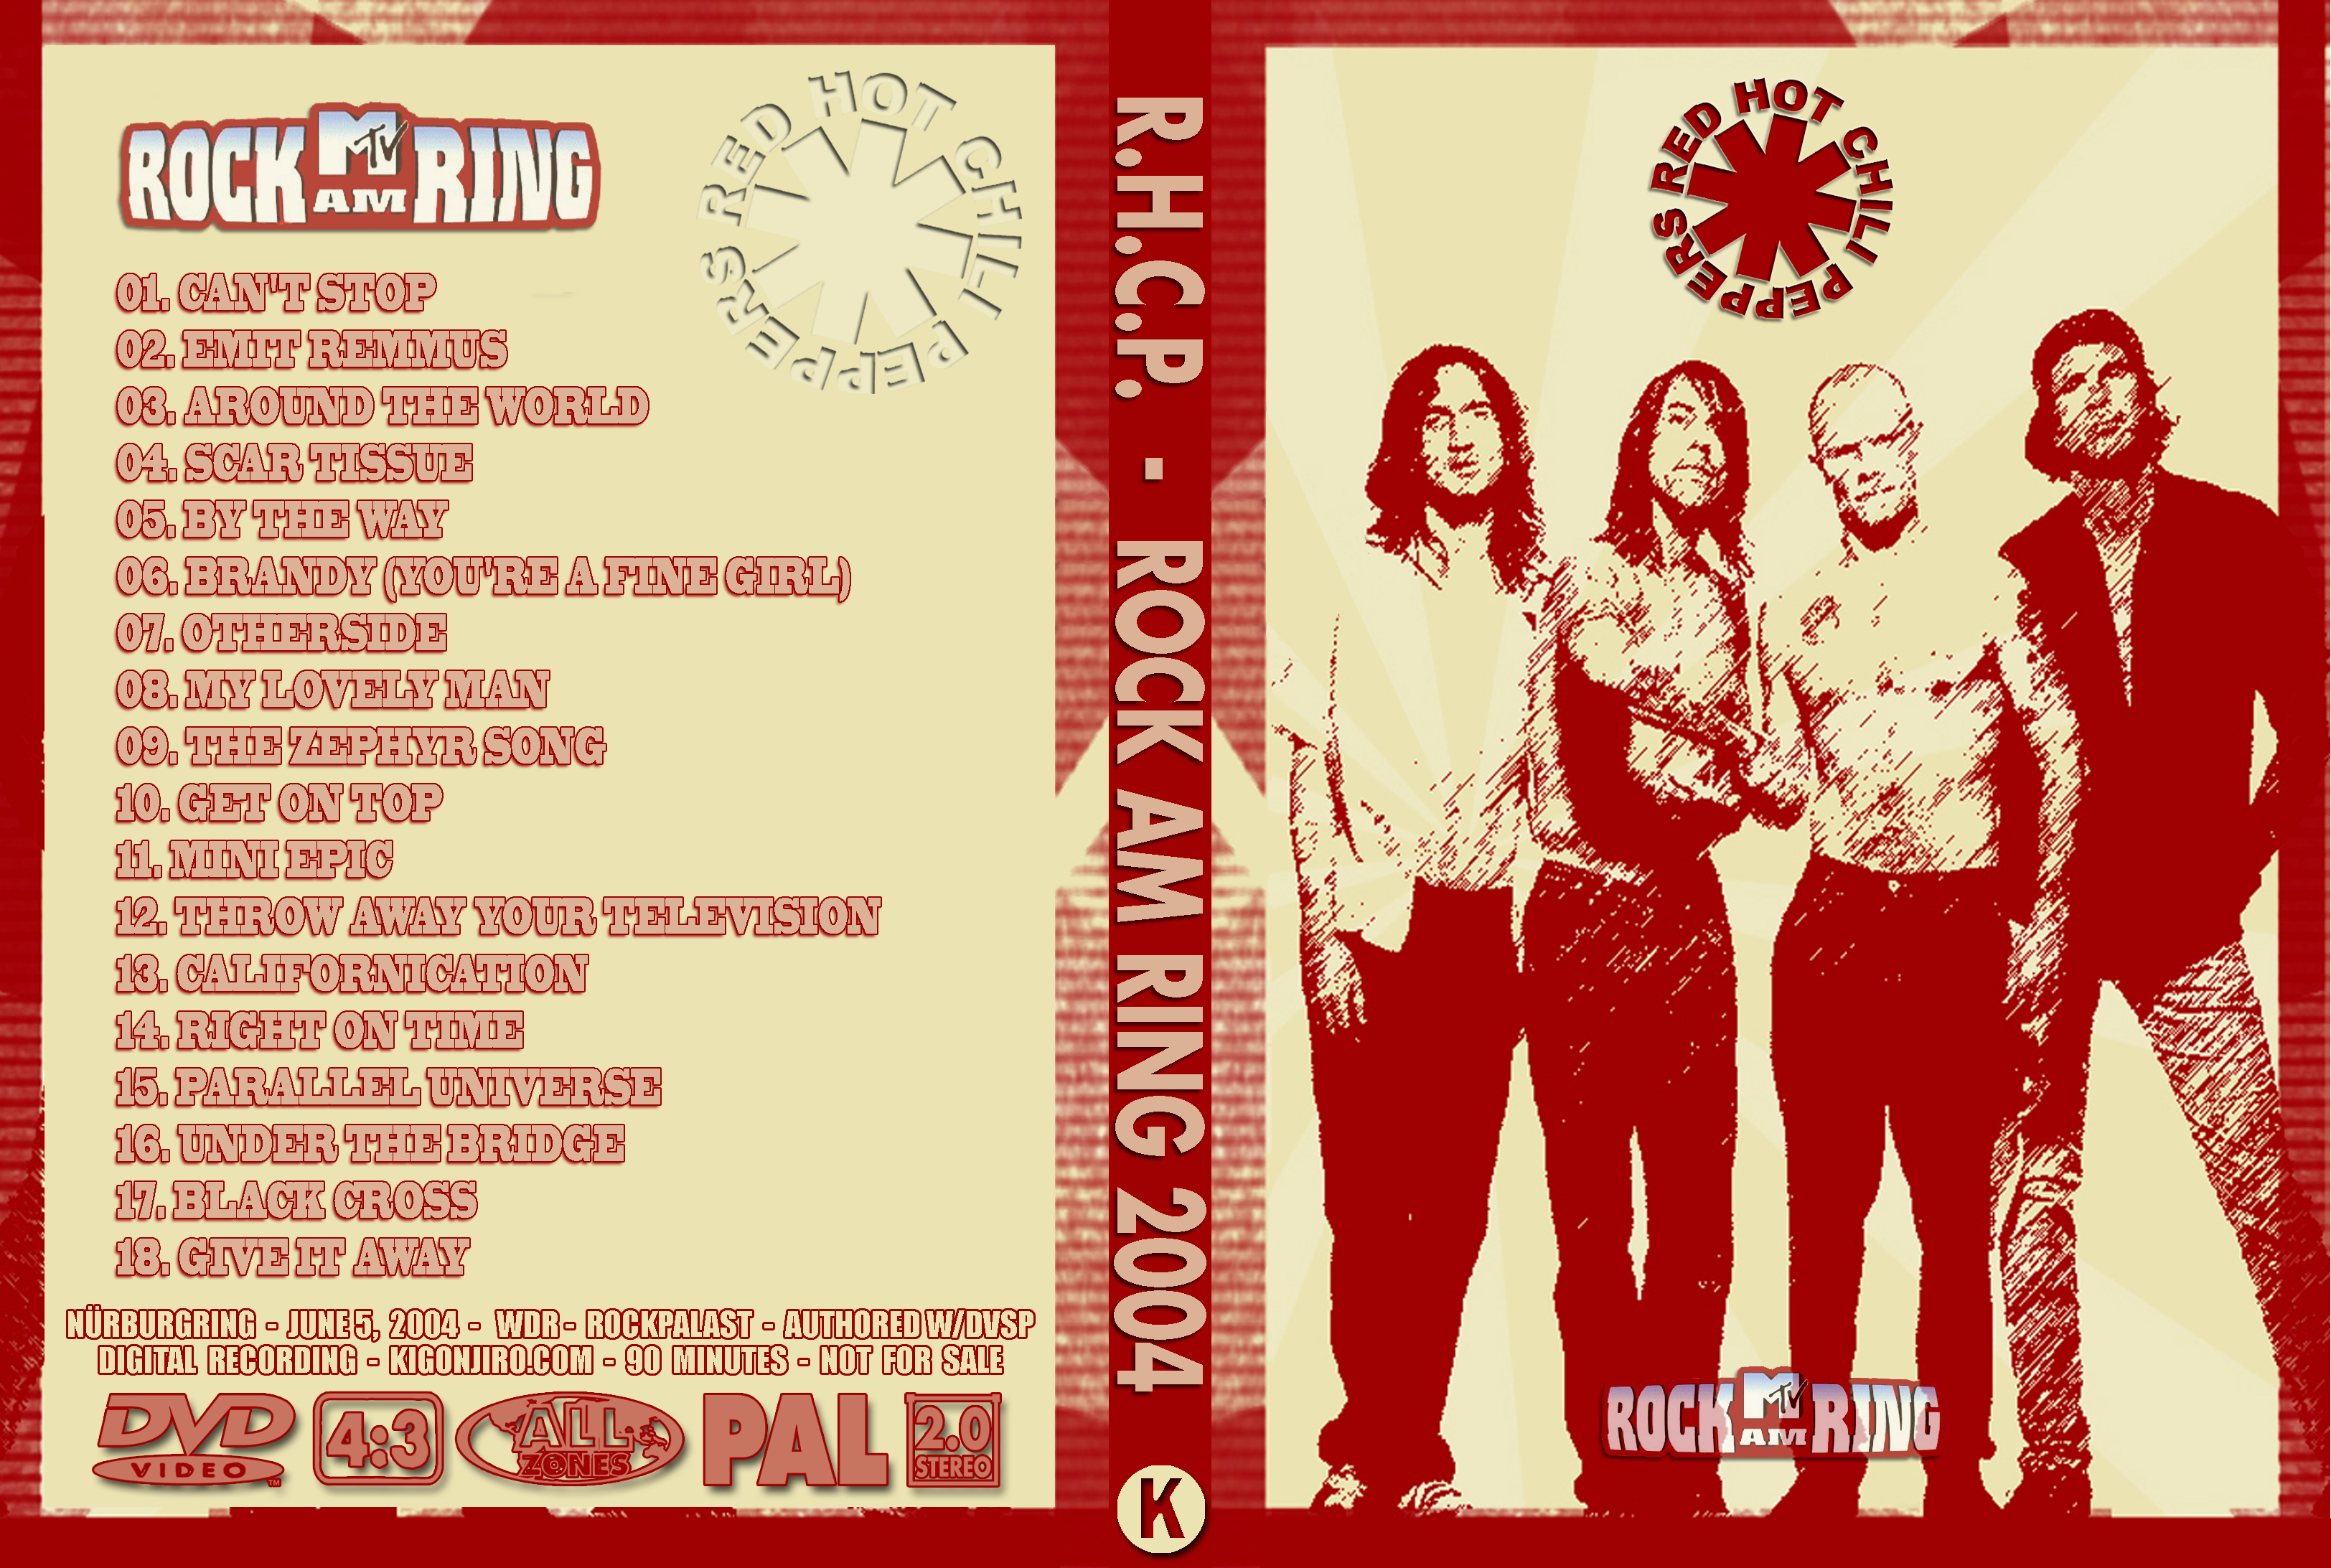 ROCK MTV AM RING
RED HOT CHILI PEPPERS
01. CAN'T STOP
02. EMIT REMMUS
03. AROUND THE WORLD
04. SCAR TISSUE
05. BY THE WAY
06. BRANDY (YOU'RE A FINE GIRL)
07. OTHERSIDE
08. MY LOVELY MAN
09. THE ZEPHYR SONG
10. GET ON TOP
11. MINI EPIC
12. THROW AWAY YOUR TELEVISION
13. CALIFORNICATION
14. RIGHT ON TIME
15. PARALLEL UNIVERSE
16. UNDER THE BRIDGE
17. BLACK CROSS
18. GIVE IT AWAY
NÜRBURGRING - JUNE 5, 2004 - WDR - ROCKPALAST - AUTHORED W/DVSP
DIGITAL RECORDING - KIGONJIRO.COM - 90 MINUTES - NOT FOR SALE
DVD VIDEO TM
4:3
ALL ZONES
PAL
2.0 STEREO
R.H.C.P. - ROCK AM RING 2004
K
RED HOT CHILI PEPPERS
ROCK MTV AM RING